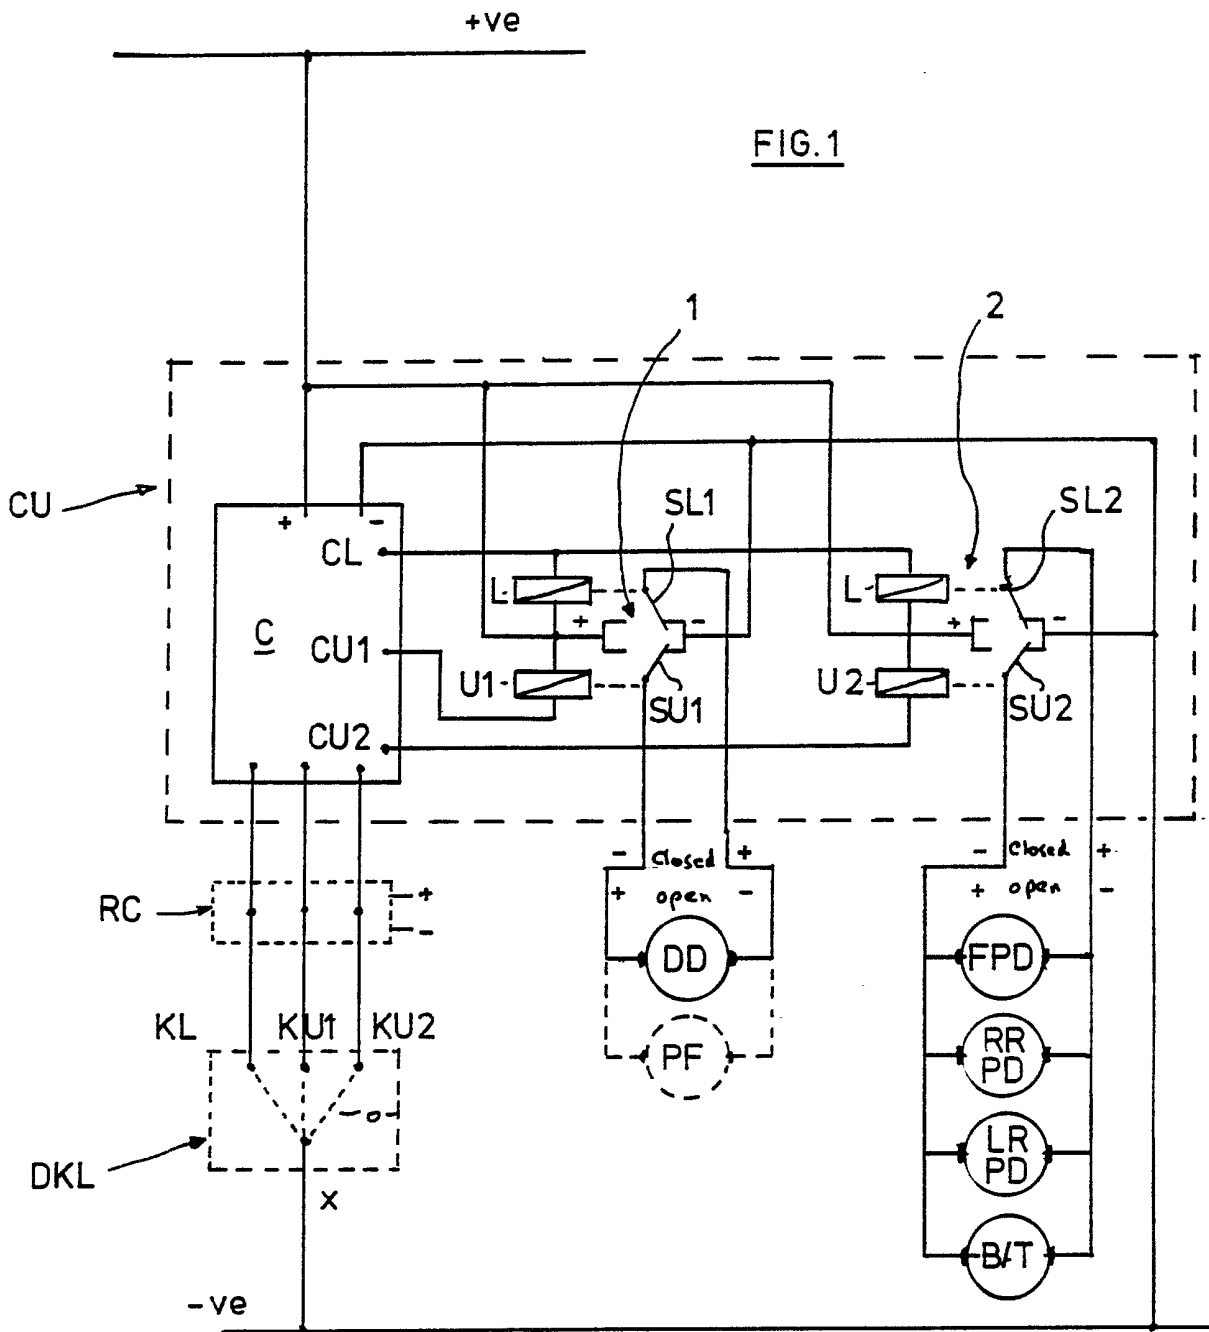 +ve
FIG.1
1
2
CU
+ -
CL
SL1
SL2
L
L
+ -
+ -
C
CU1
U1
U2
SU1
SU2
CU2
- closed +
+ open -
- closed +
+ open -
RC
+
-
DD
FPD
KL KU1 KU2
PF
RR
PD
DKL
LR
PD
X
B/T
-ve